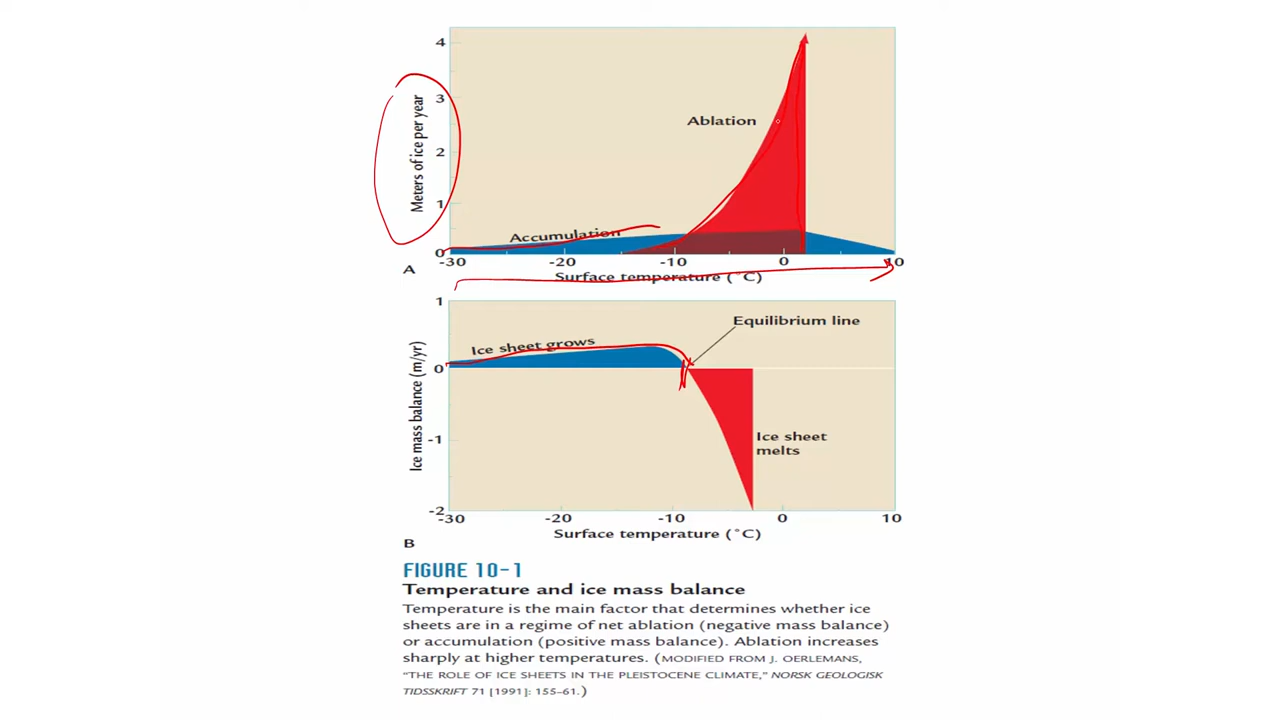 4
3
2
1
0
Meters of ice per year
Ablation
Accumulation
-30 -20 -10 0 10
Surface temperature (°C)
A
1
0
-1
-2
Ice mass balance (m/yr)
Ice sheet grows
Equilibrium line
Ice sheet
melts
-30 -20 -10 0 10
Surface temperature (°C)
B
FIGURE 10-1
Temperature and ice mass balance
Temperature is the main factor that determines whether ice
sheets are in a regime of net ablation (negative mass balance)
or accumulation (positive mass balance). Ablation increases
sharply at higher temperatures. (MODIFIED FROM J. OERLEMANS,
"THE ROLE OF ICE SHEETS IN THE PLEISTOCENE CLIMATE," NORSK GEOLOGISK
TIDSSKRIFT 71 [1991]: 155–61.)